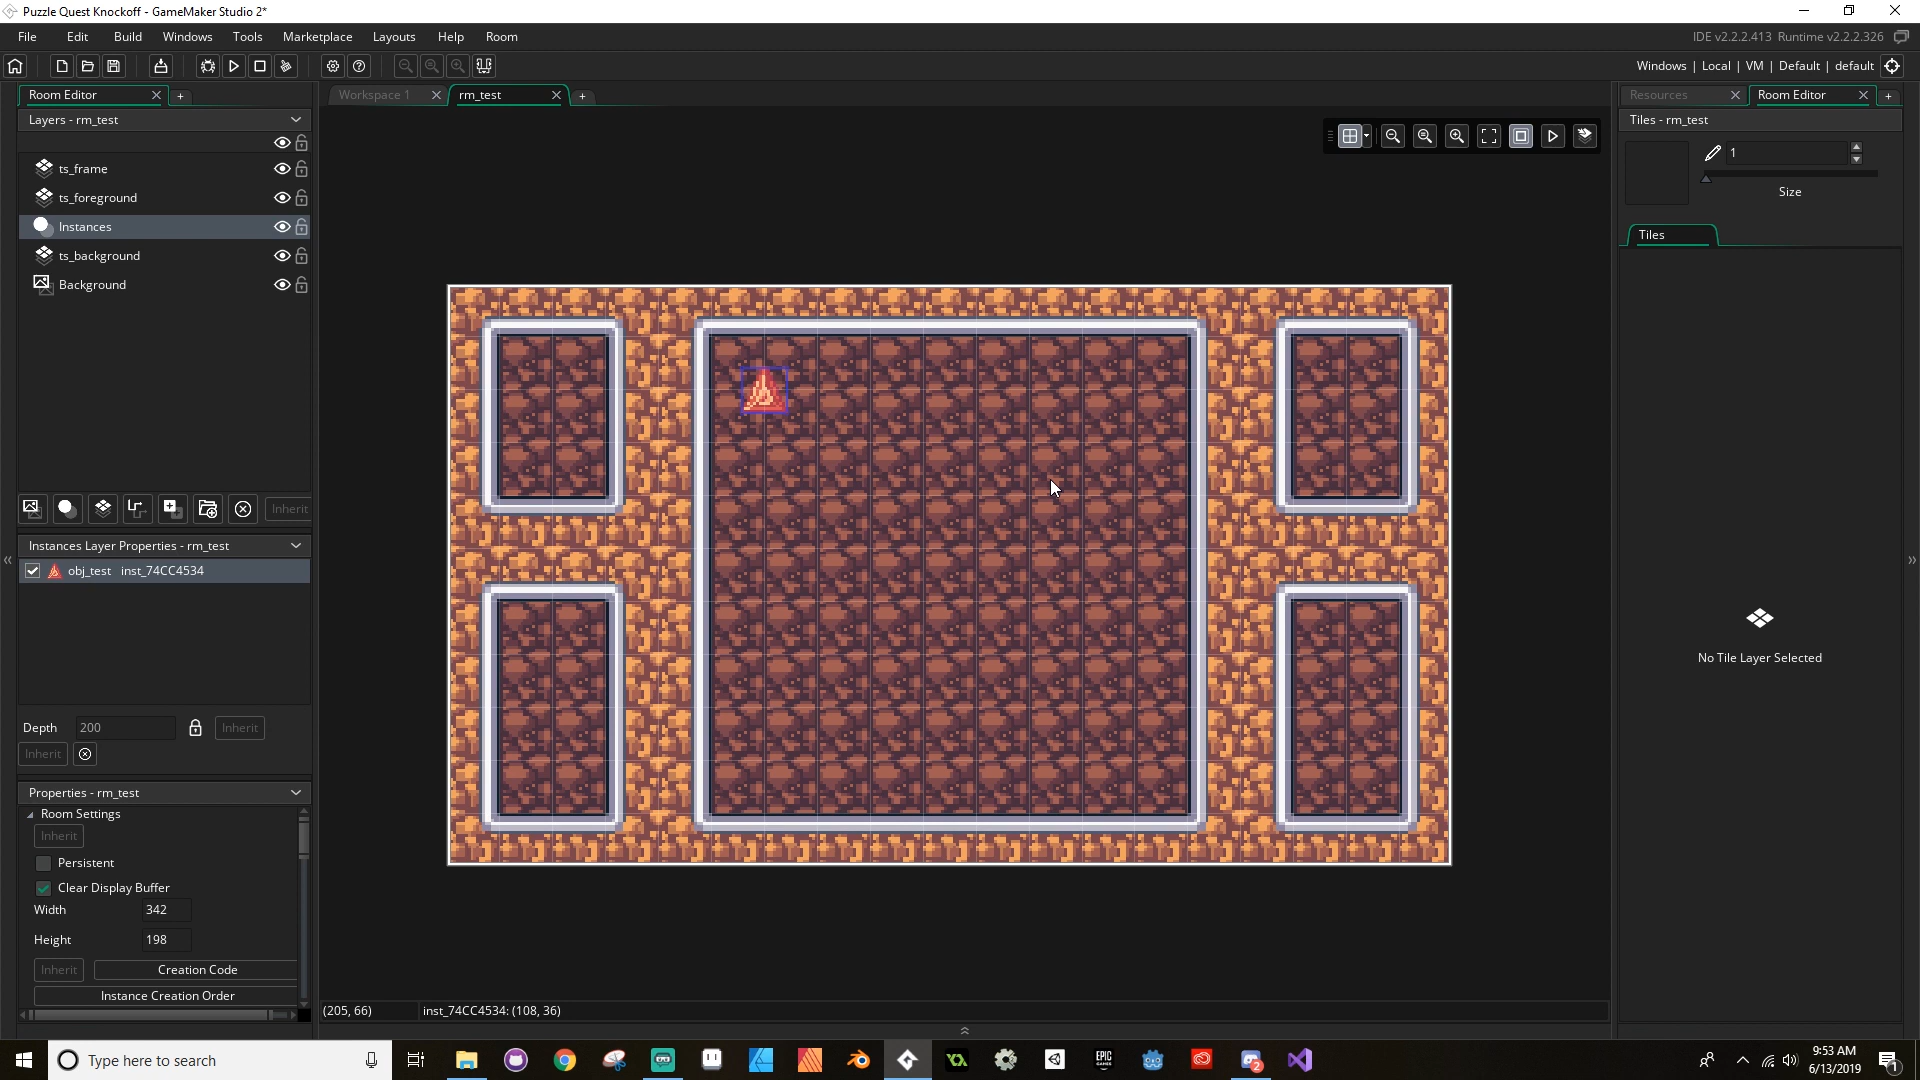 Puzzle Quest Knockoff - GameMaker Studio 2*
File Edit Build Windows Tools Marketplace Layouts Help Room
IDE v2.2.2.413 Runtime v2.2.2.326
Windows | Local | VM | Default | default
Room Editor
Workspace 1
rm_test
Resources
Room Editor
Layers - rm_test
Tiles - rm_test
1
Size
ts_frame
ts_foreground
Instances
ts_background
Background
Tiles
Inherit
Instances Layer Properties - rm_test
obj_test inst_74CC4534
No Tile Layer Selected
Depth 200 Inherit
Inherit
Properties - rm_test
Room Settings
Inherit
Persistent
Clear Display Buffer
Width 342
Height 198
Inherit Creation Code
Instance Creation Order
(205, 66) inst_74CC4534: (108, 36)
Type here to search
EPIC
GAMES
2
9:53 AM
6/13/2019
1